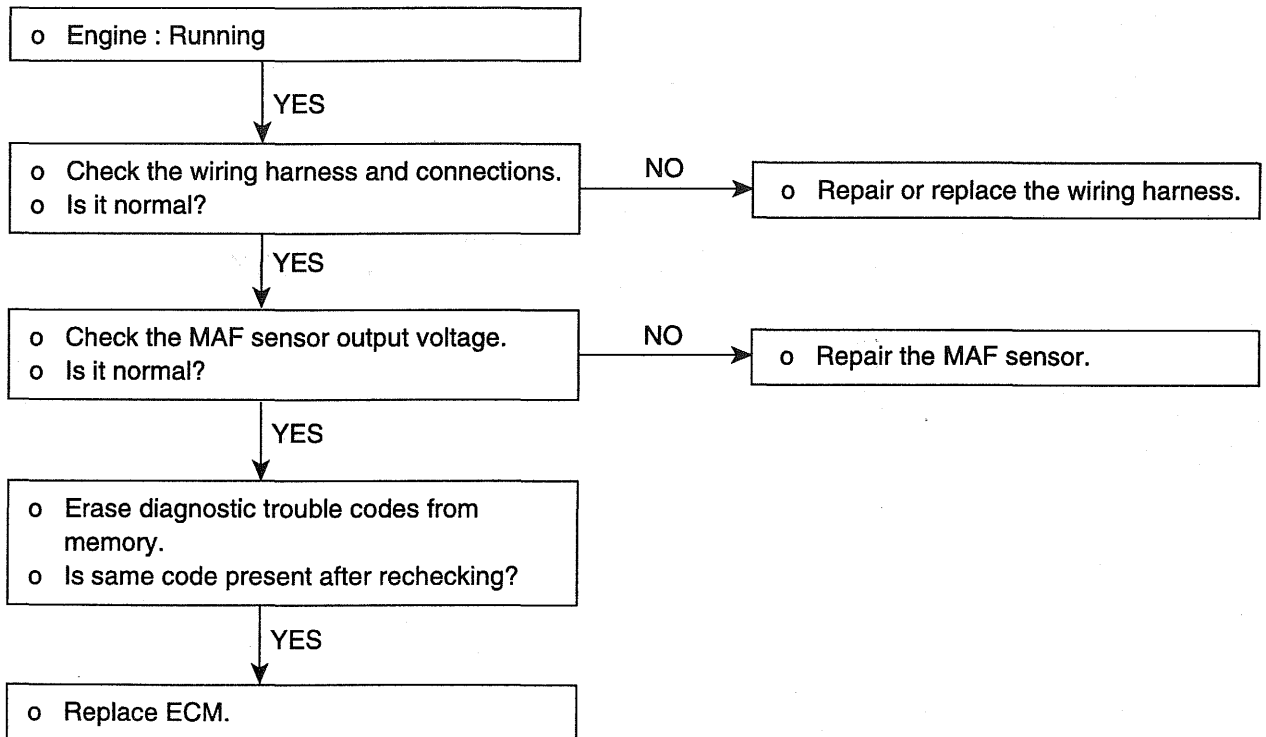 o Engine : Running
YES
o Check the wiring harness and connections.
o Is it normal?
NO
o Repair or replace the wiring harness.
YES
o Check the MAF sensor output voltage.
o Is it normal?
NO
o Repair the MAF sensor.
YES
o Erase diagnostic trouble codes from
memory.
o Is same code present after rechecking?
YES
o Replace ECM.